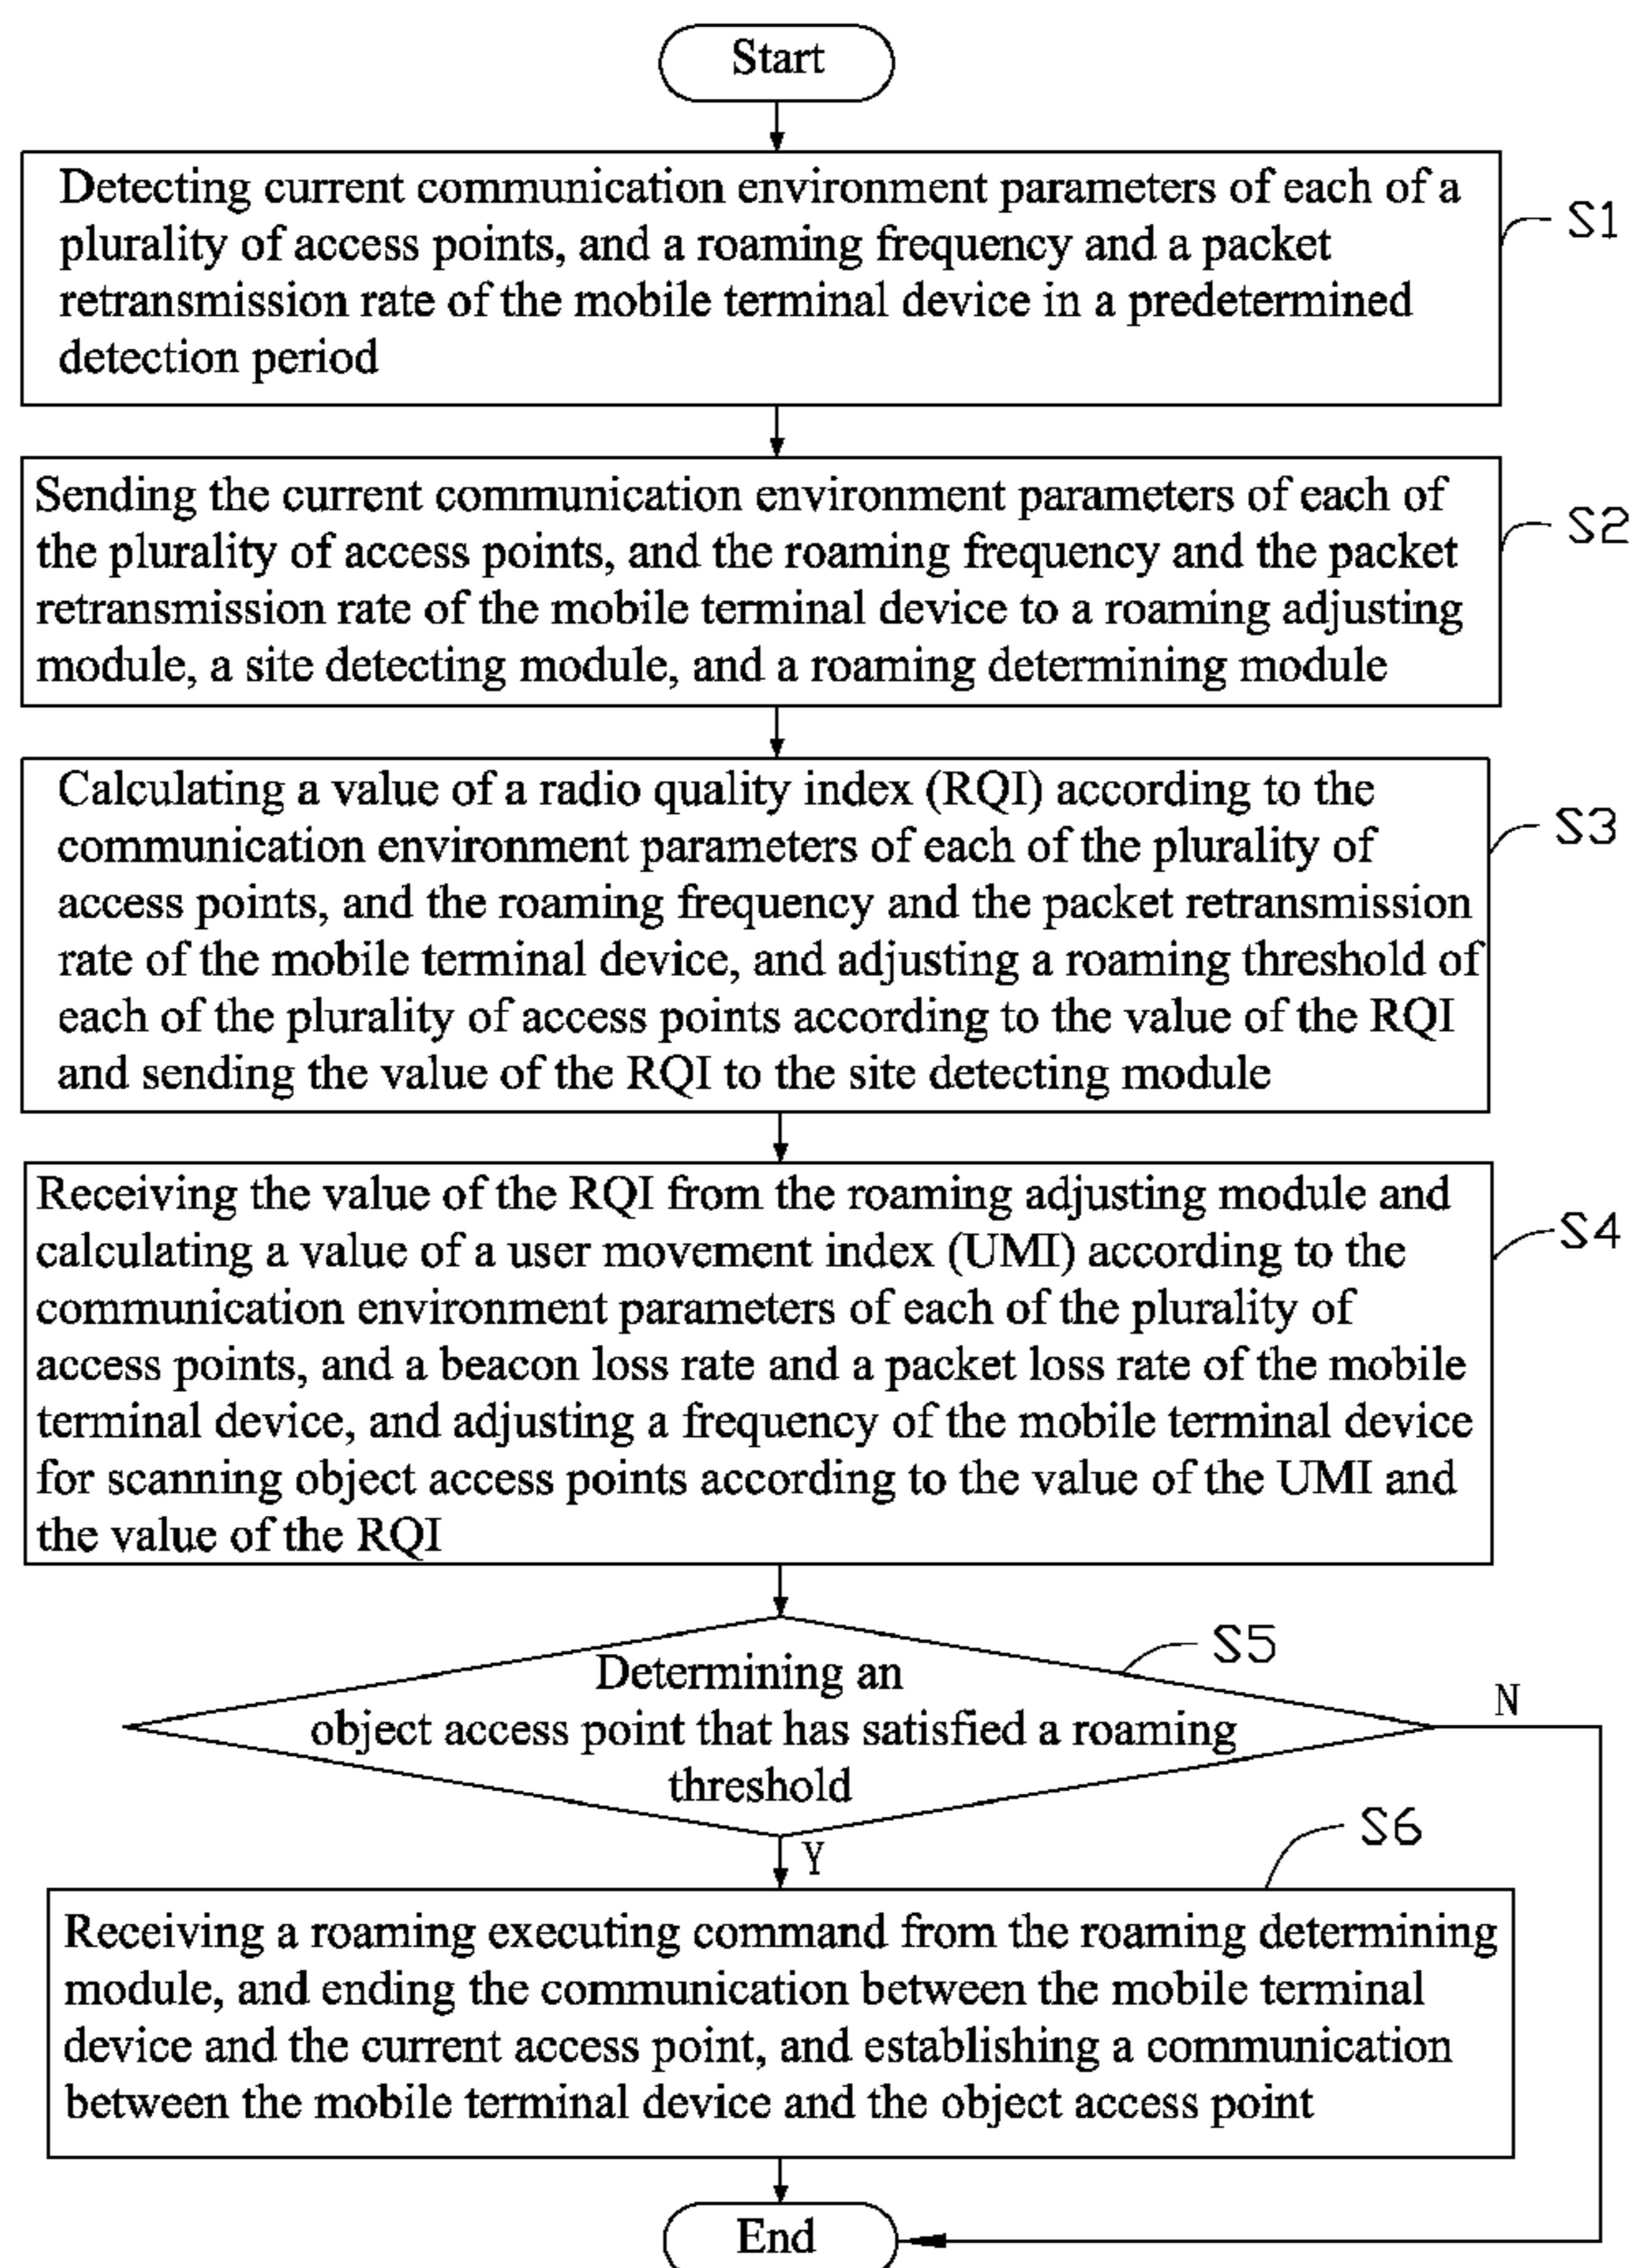 Start
Detecting current communication environment parameters of each of a
plurality of access points, and a roaming frequency and a packet
retransmission rate of the mobile terminal device in a predetermined
detection period
S1
Sending the current communication environment parameters of each of
the plurality of access points, and the roaming frequency and the packet
retransmission rate of the mobile terminal device to a roaming adjusting
module, a site detecting module, and a roaming determining module
S2
Calculating a value of a radio quality index (RQI) according to the
communication environment parameters of each of the plurality of
access points, and the roaming frequency and the packet retransmission
rate of the mobile terminal device, and adjusting a roaming threshold of
each of the plurality of access points according to the value of the RQI
and sending the value of the RQI to the site detecting module
S3
Receiving the value of the RQI from the roaming adjusting module and
calculating a value of a user movement index (UMI) according to the
communication environment parameters of each of the plurality of
access points, and a beacon loss rate and a packet loss rate of the mobile
terminal device, and adjusting a frequency of the mobile terminal device
for scanning object access points according to the value of the UMI and
the value of the RQI
S4
Determining an
object access point that has satisfied a roaming
threshold
S5
N
Y
S6
Receiving a roaming executing command from the roaming determining
module, and ending the communication between the mobile terminal
device and the current access point, and establishing a communication
between the mobile terminal device and the object access point
End